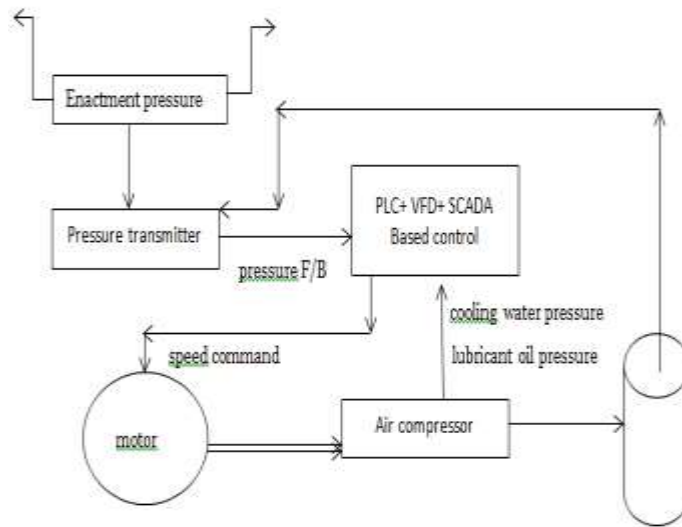 Enactment pressure
PLC+ VFD+ SCADA
Based control
Pressure transmitter
pressure F/B
cooling water pressure
speed command
lubricant oil pressure
Air compressor
motor